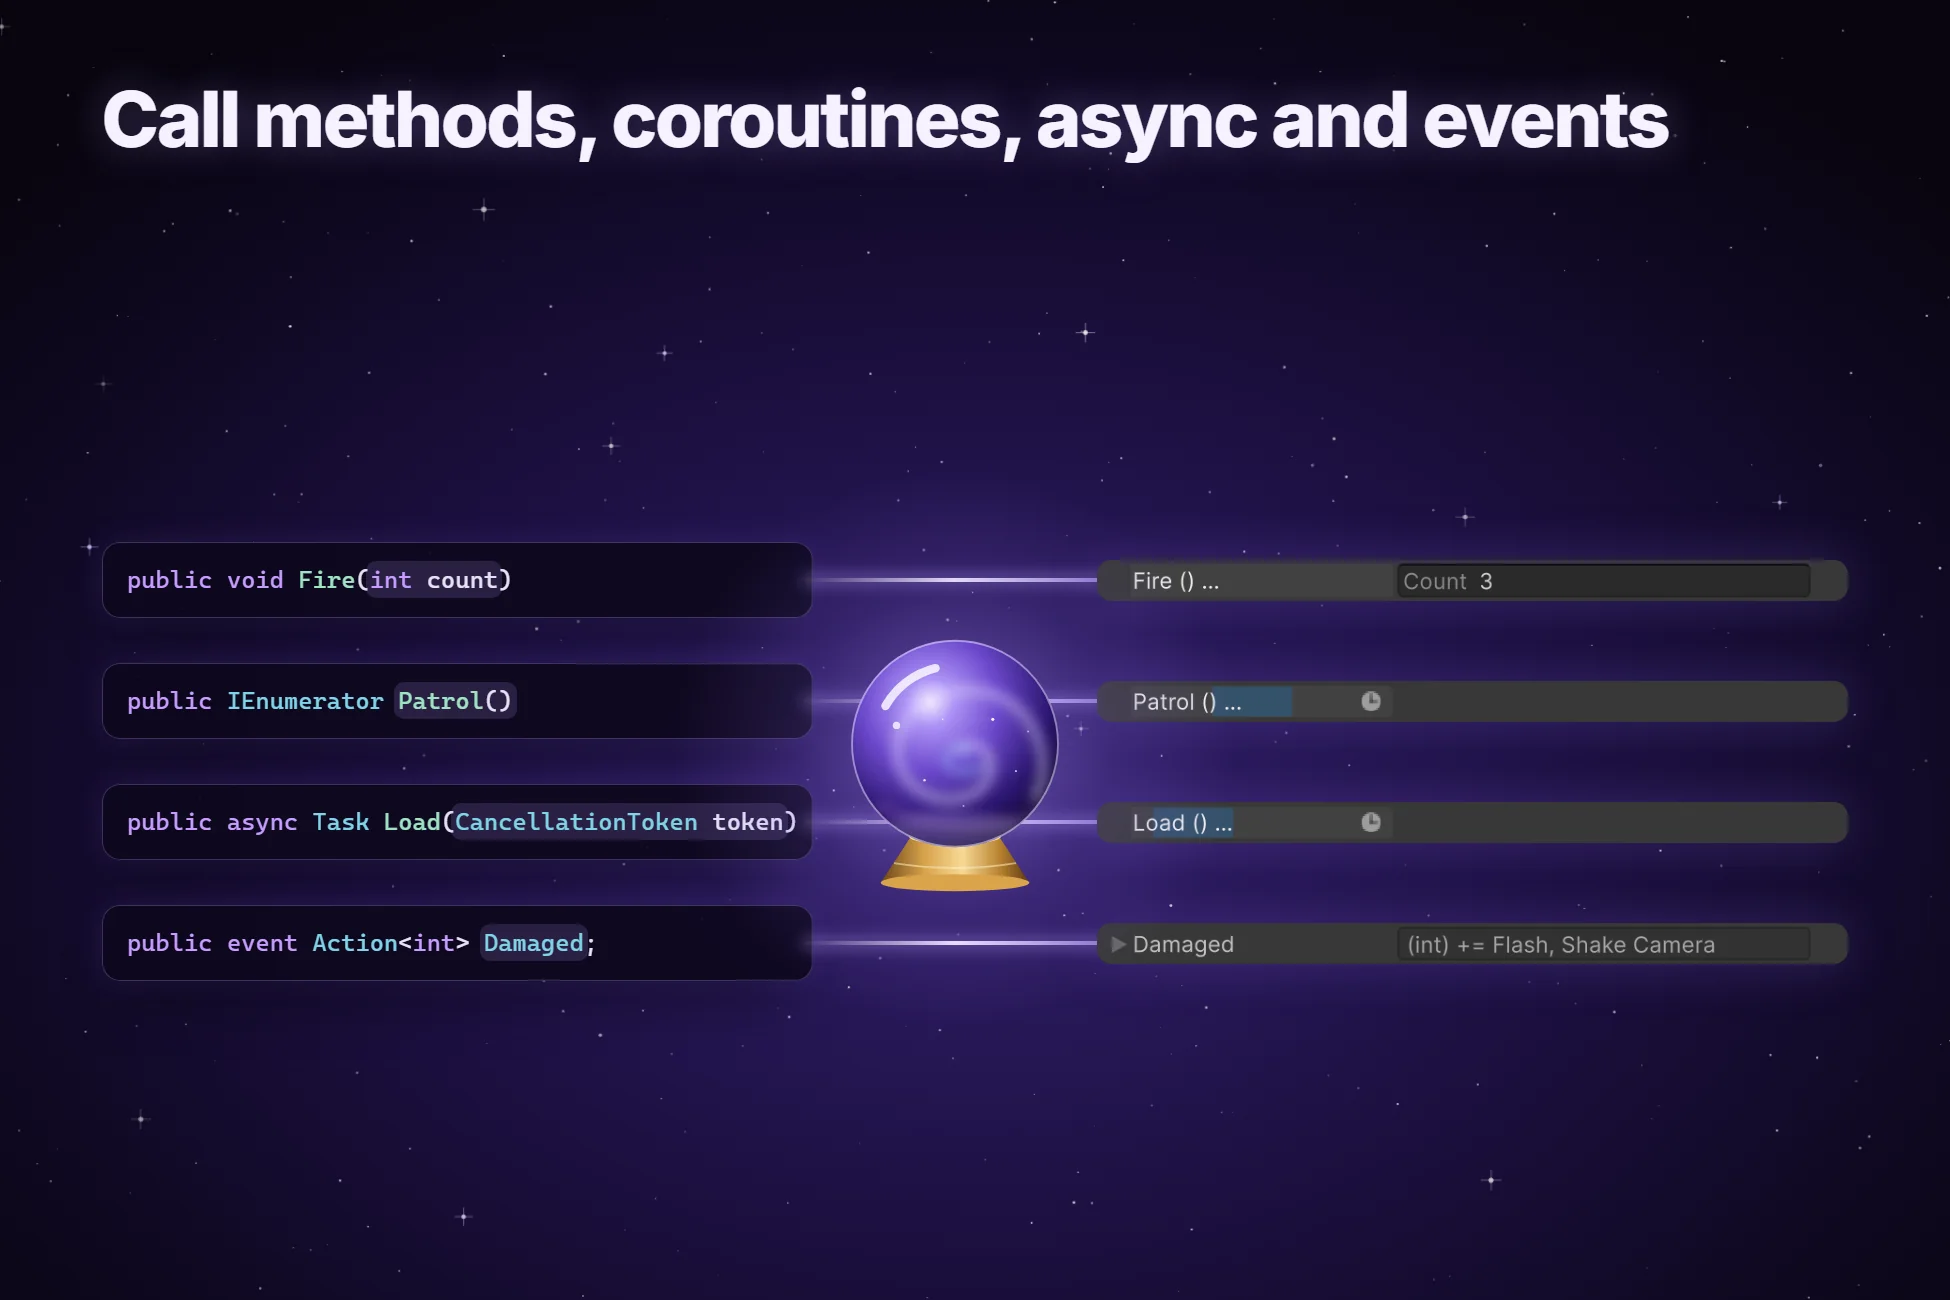 Call methods, coroutines, async and events
public void Fire(int count)
Fire () ... Count 3
public IEnumerator Patrol()
Patrol () ...
public async Task Load(CancellationToken token)
Load () ...
public event Action<int> Damaged;
Damaged (int) += Flash, Shake Camera